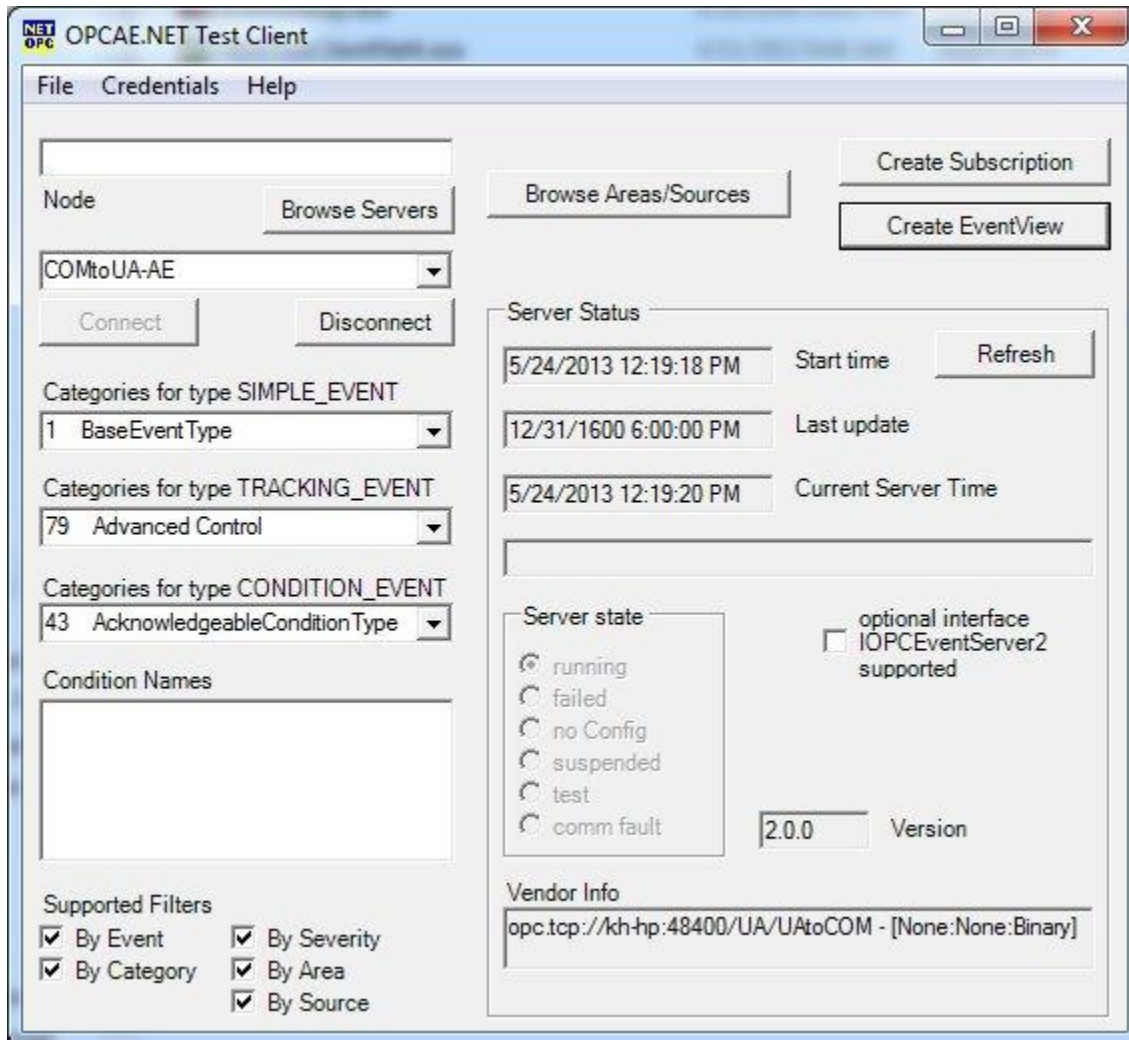 NET OPC OPCAE.NET Test Client
File Credentials Help
Node
Browse Servers
COMtoUA-AE
Connect Disconnect
Categories for type SIMPLE_EVENT
1 BaseEventType
Categories for type TRACKING_EVENT
79 Advanced Control
Categories for type CONDITION_EVENT
43 AcknowledgeableConditionType
Condition Names
Supported Filters
By Event By Severity
By Category By Area
By Source
Browse Areas/Sources
Create Subscription
Create EventView
Server Status
5/24/2013 12:19:18 PM Start time Refresh
12/31/1600 6:00:00 PM Last update
5/24/2013 12:19:20 PM Current Server Time
Server state
running
failed
no Config
suspended
test
comm fault
optional interface
IOPCEventServer2
supported
2.0.0 Version
Vendor Info
opc.tcp://kh-hp:48400/UA/UAtoCOM - [None:None:Binary]